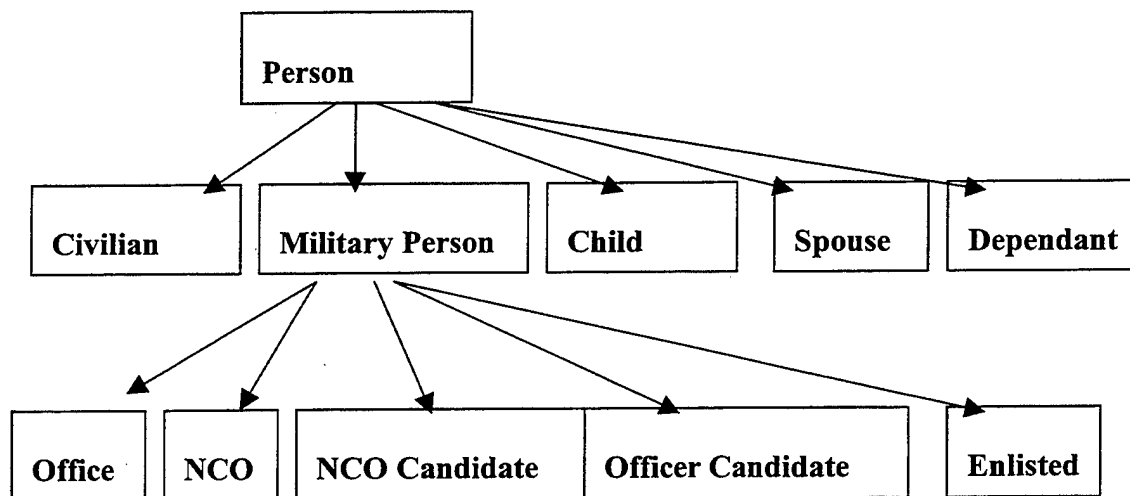 Person
Civilian Military Person Child Spouse Dependant
Office NCO NCO Candidate Officer Candidate Enlisted